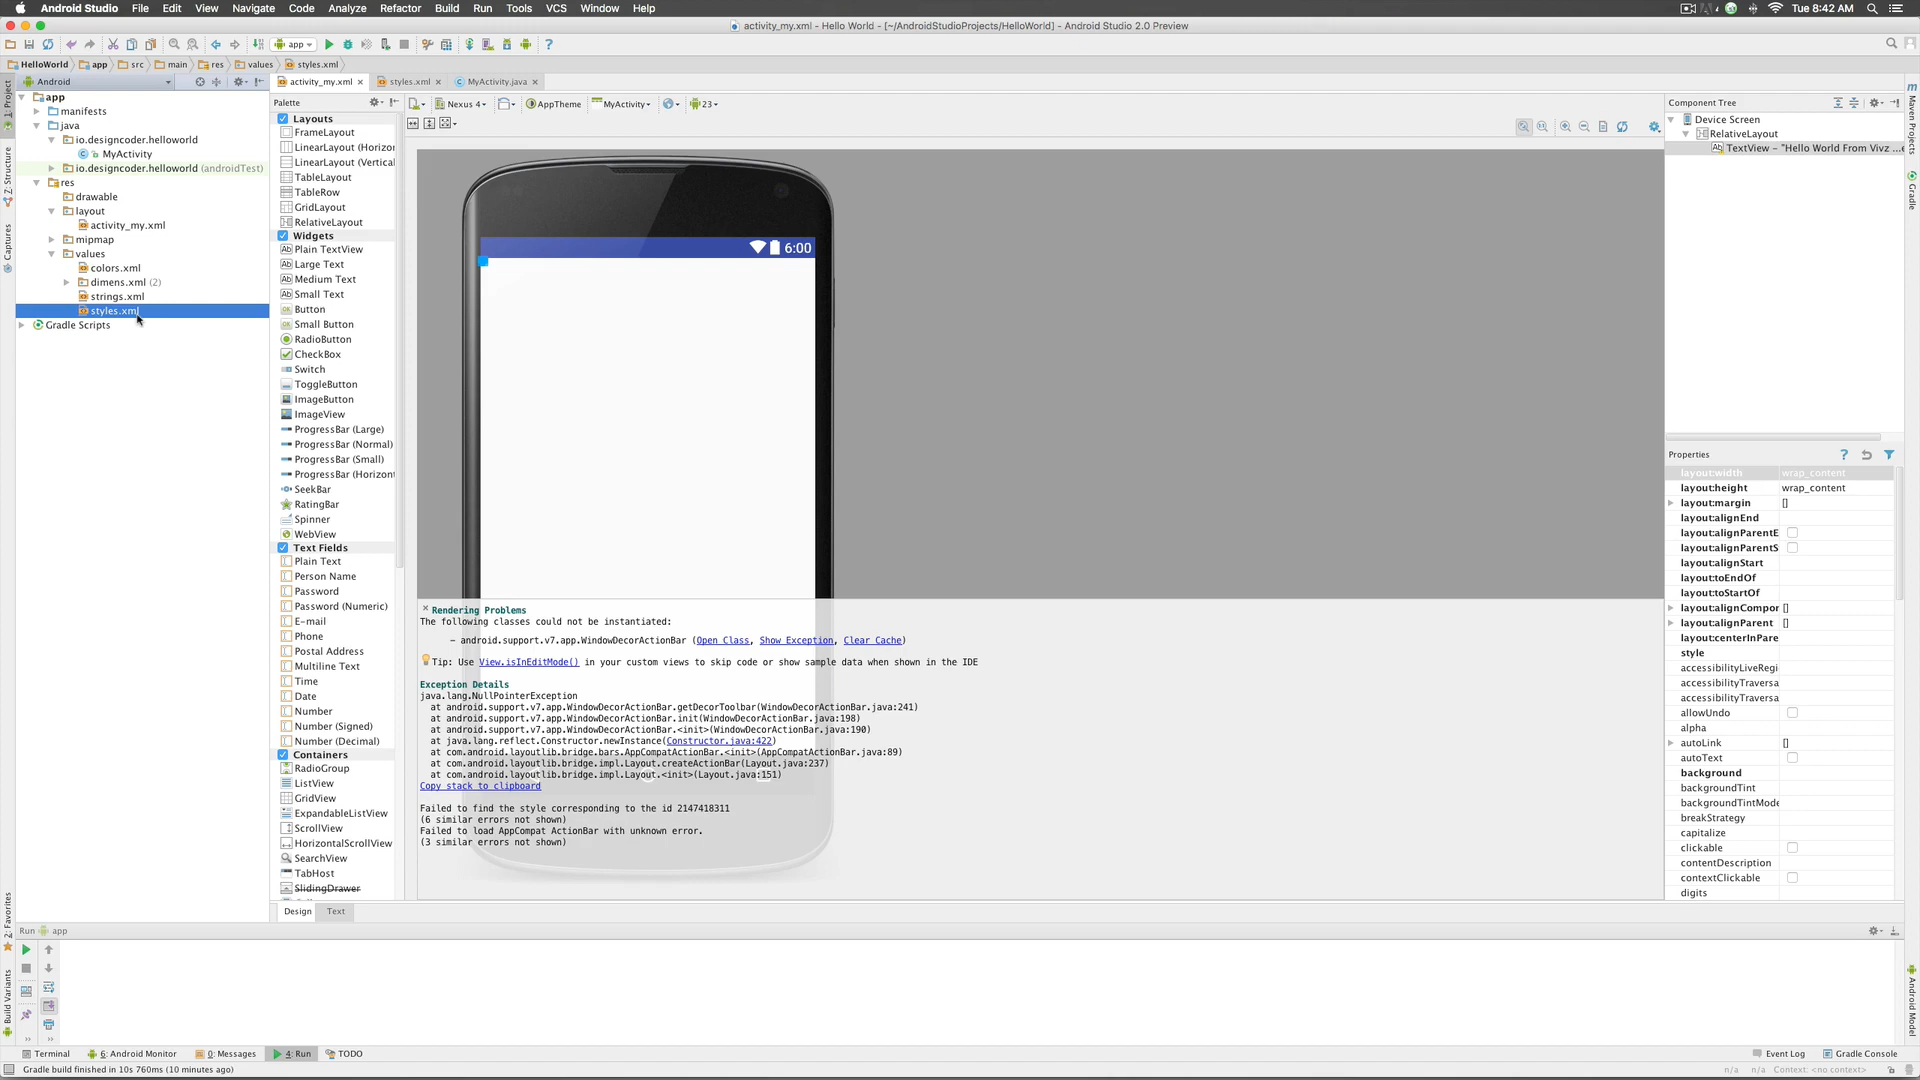 Android Studio File Edit View Navigate Code Analyze Refactor Build Run Tools VCS Window Help Tue 8:42 AM
activity_my.xml - Hello World - [~/AndroidStudioProjects/HelloWorld] - Android Studio 2.0 Preview
app
HelloWorld app src main res values styles.xml
Android
activity_my.xml styles.xml MyActivity.java
1: Project
Z: Structure
Captures
2: Favorites
Build Variants
app
manifests
java
io.designcoder.helloworld
MyActivity
io.designcoder.helloworld (androidTest)
res
drawable
layout
activity_my.xml
mipmap
values
colors.xml
dimens.xml (2)
strings.xml
styles.xml
Gradle Scripts
Palette
Layouts
FrameLayout
LinearLayout (Horizon
LinearLayout (Vertical
TableLayout
TableRow
GridLayout
RelativeLayout
Widgets
Plain TextView
Large Text
Medium Text
Small Text
Button
Small Button
RadioButton
CheckBox
Switch
ToggleButton
ImageButton
ImageView
ProgressBar (Large)
ProgressBar (Normal)
ProgressBar (Small)
ProgressBar (Horizont
SeekBar
RatingBar
Spinner
WebView
Text Fields
Plain Text
Person Name
Password
Password (Numeric)
E-mail
Phone
Postal Address
Multiline Text
Time
Date
Number
Number (Signed)
Number (Decimal)
Containers
RadioGroup
ListView
GridView
ExpandableListView
ScrollView
HorizontalScrollView
SearchView
TabHost
SlidingDrawer
Nexus 4 AppTheme MyActivity 23
6:00
Rendering Problems
The following classes could not be instantiated:
– android.support.v7.app.WindowDecorActionBar (Open Class, Show Exception, Clear Cache)
Tip: Use View.isInEditMode() in your custom views to skip code or show sample data when shown in the IDE
Exception Details
java.lang.NullPointerException
at android.support.v7.app.WindowDecorActionBar.getDecorToolbar(WindowDecorActionBar.java:241)
at android.support.v7.app.WindowDecorActionBar.init(WindowDecorActionBar.java:198)
at android.support.v7.app.WindowDecorActionBar.<init>(WindowDecorActionBar.java:190)
at java.lang.reflect.Constructor.newInstance(Constructor.java:422)
at com.android.layoutlib.bridge.bars.AppCompatActionBar.<init>(AppCompatActionBar.java:89)
at com.android.layoutlib.bridge.impl.Layout.createActionBar(Layout.java:237)
at com.android.layoutlib.bridge.impl.Layout.<init>(Layout.java:151)
Copy stack to clipboard
Failed to find the style corresponding to the id 2147418311
(6 similar errors not shown)
Failed to load AppCompat ActionBar with unknown error.
(3 similar errors not shown)
Design Text
Component Tree
Device Screen
RelativeLayout
TextView – "Hello World From Vivz ...e
Properties
layout:width wrap_content
layout:height wrap_content
layout:margin []
layout:alignEnd
layout:alignParentE
layout:alignParentS
layout:alignStart
layout:toEndOf
layout:toStartOf
layout:alignCompor []
layout:alignParent []
layout:centerInPare
style
accessibilityLiveRegi
accessibilityTraversa
accessibilityTraversa
allowUndo
alpha
autoLink []
autoText
background
backgroundTint
backgroundTintMode
breakStrategy
capitalize
clickable
contentDescription
contextClickable
digits
Maven Projects
Gradle
Android Model
Run app
Terminal 6: Android Monitor 0: Messages 4: Run TODO Event Log Gradle Console
Gradle build finished in 10s 760ms (10 minutes ago) n/a n/a Context: <no context>